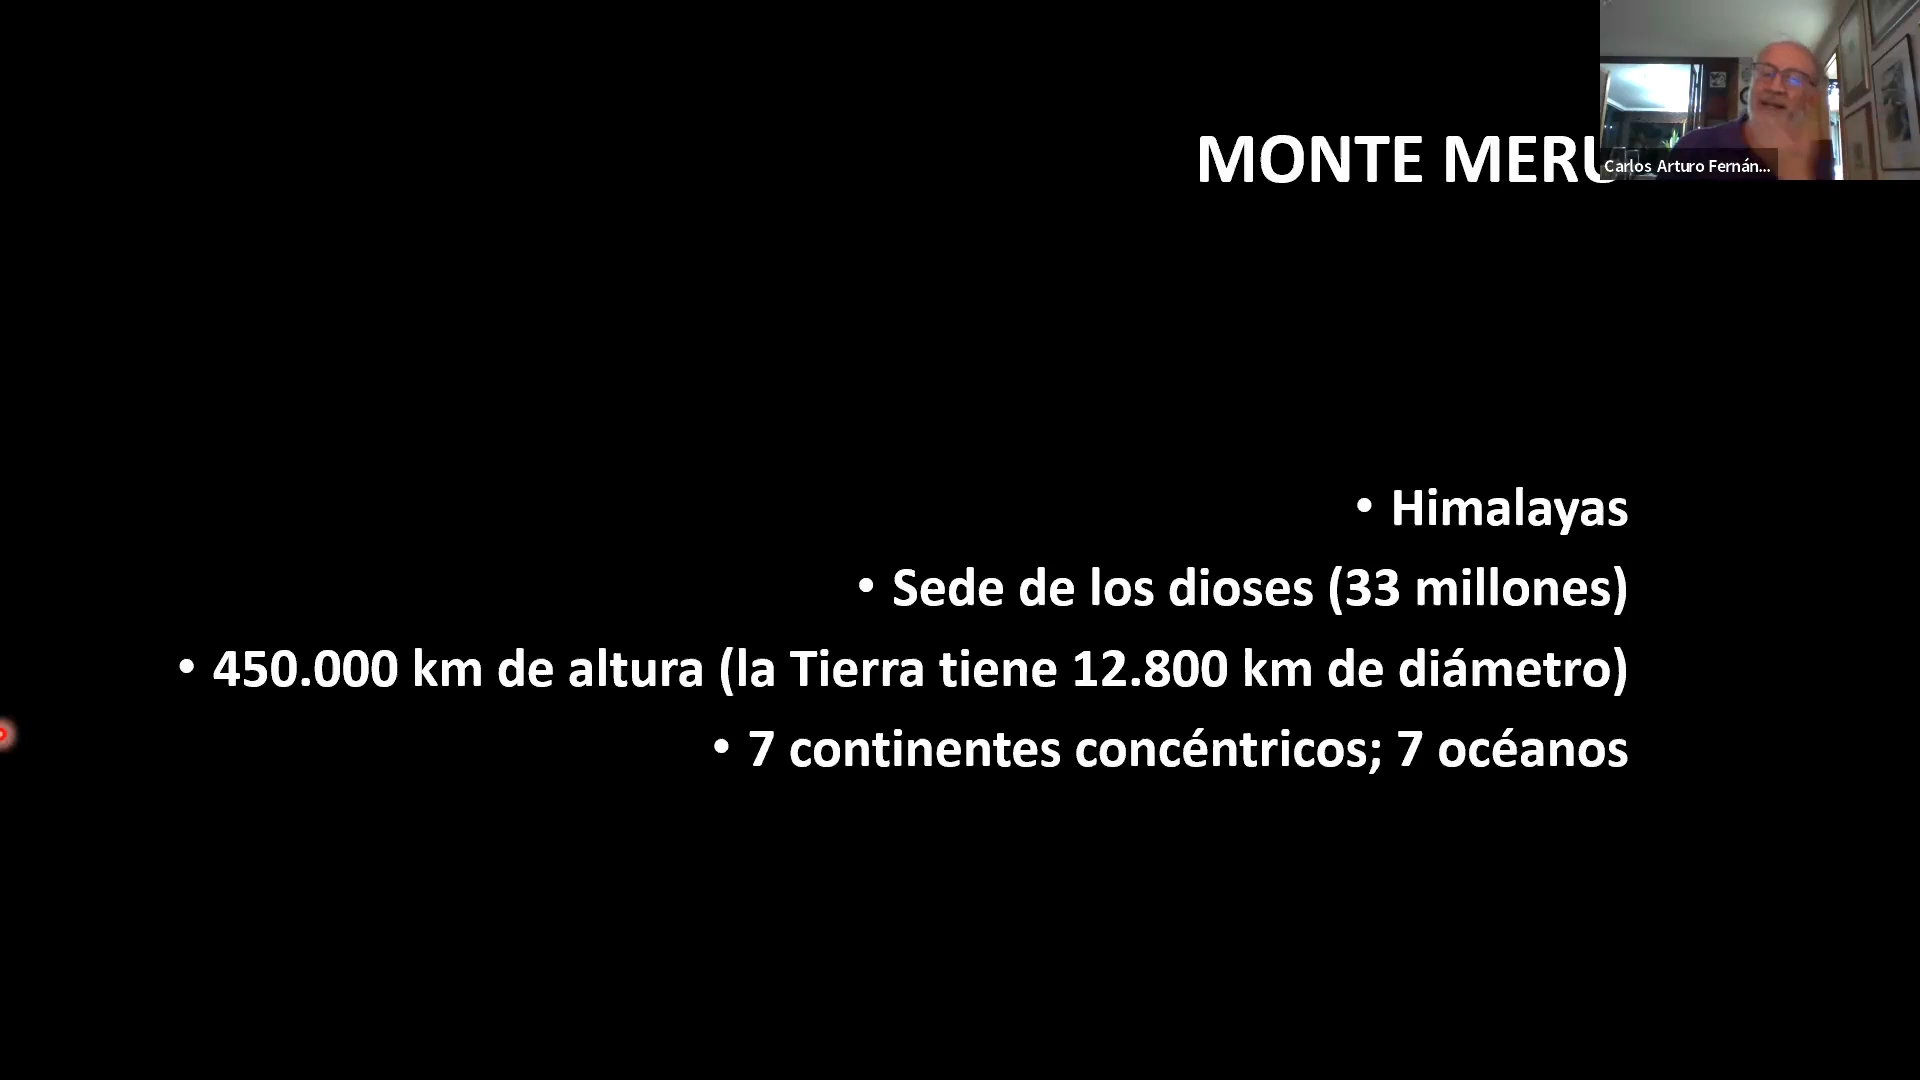 MONTE MERU
Carlos Arturo Fernán...
• Himalayas
• Sede de los dioses (33 millones)
• 450.000 km de altura (la Tierra tiene 12.800 km de diámetro)
• 7 continentes concéntricos; 7 océanos